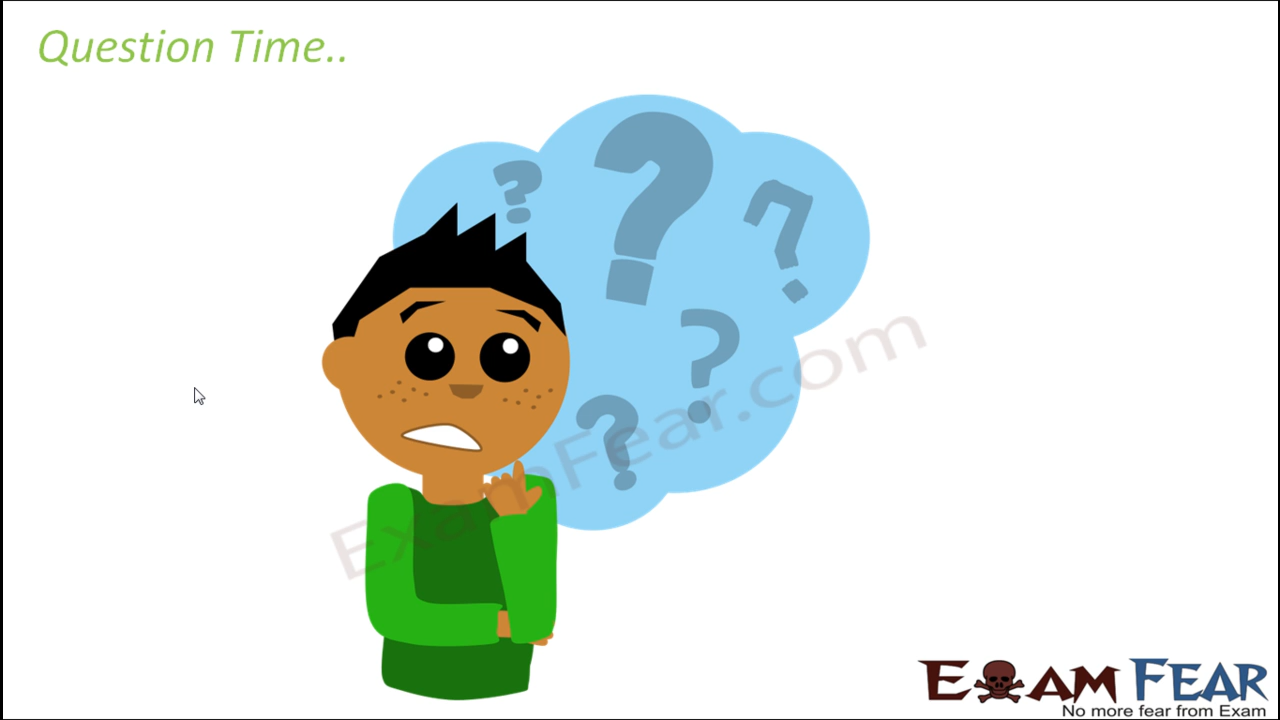 Question Time..
? ? ?
?
?
ExamFear.com
EXAM FEAR
No more fear from Exam